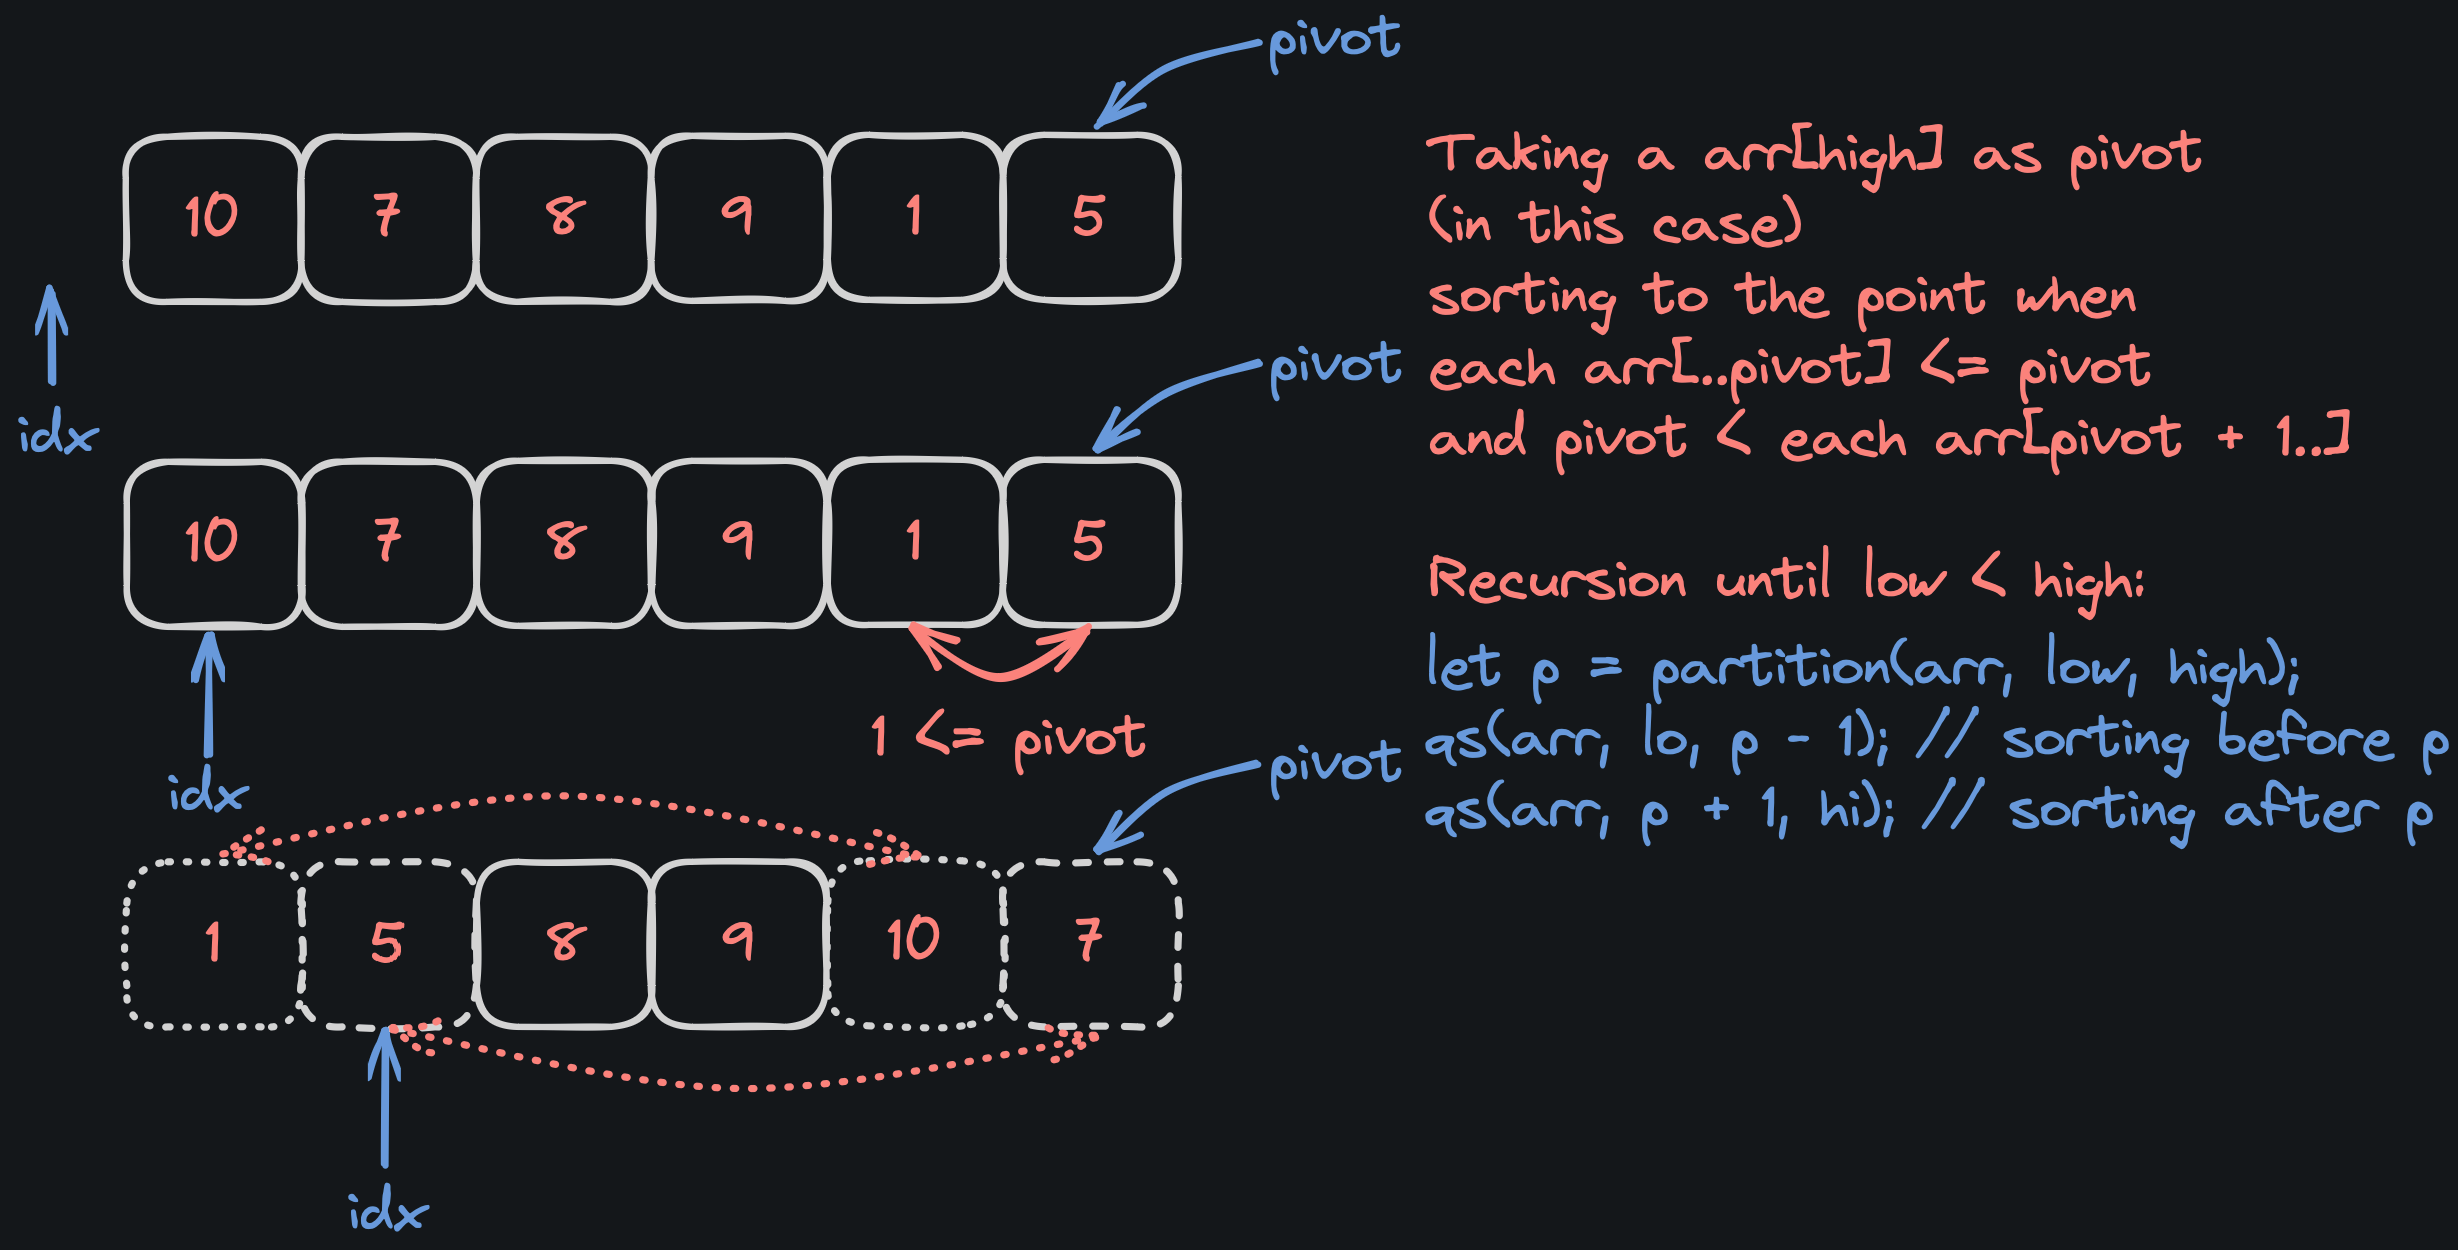 pivot
10 7 8 9 1 5
idx
pivot
10 7 8 9 1 5
1 <= pivot
idx
pivot
1 5 8 9 10 7
idx
Taking a arr[high] as pivot
(in this case)
sorting to the point when
each arr[..pivot] <= pivot
and pivot < each arr[pivot + 1..]
Recursion until low < high:
let p = partition(arr, low, high);
qs(arr, lo, p - 1); // sorting before p
qs(arr, p + 1, hi); // sorting after p